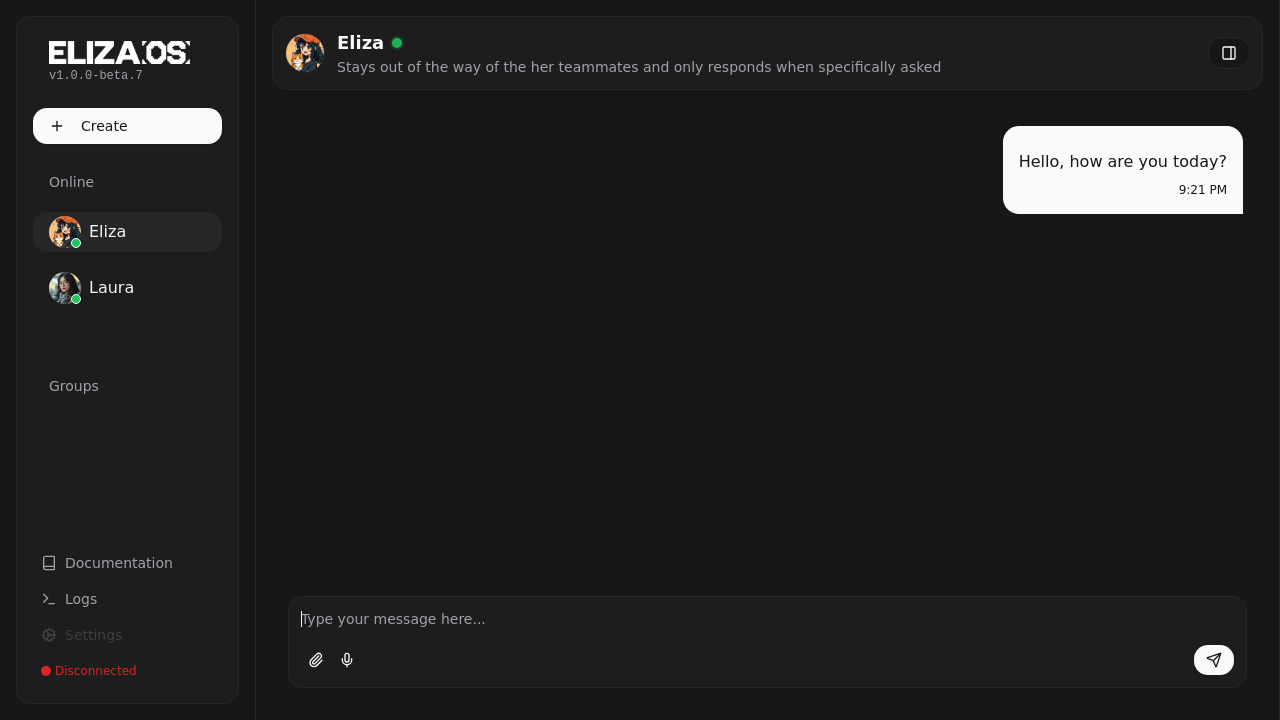 ELIZAOS
v1.0.0-beta.7
Create
Online
Eliza
Laura
Groups
Documentation
Logs
Settings
Disconnected
Eliza
Stays out of the way of the her teammates and only responds when specifically asked
Hello, how are you today?
9:21 PM
Type your message here...